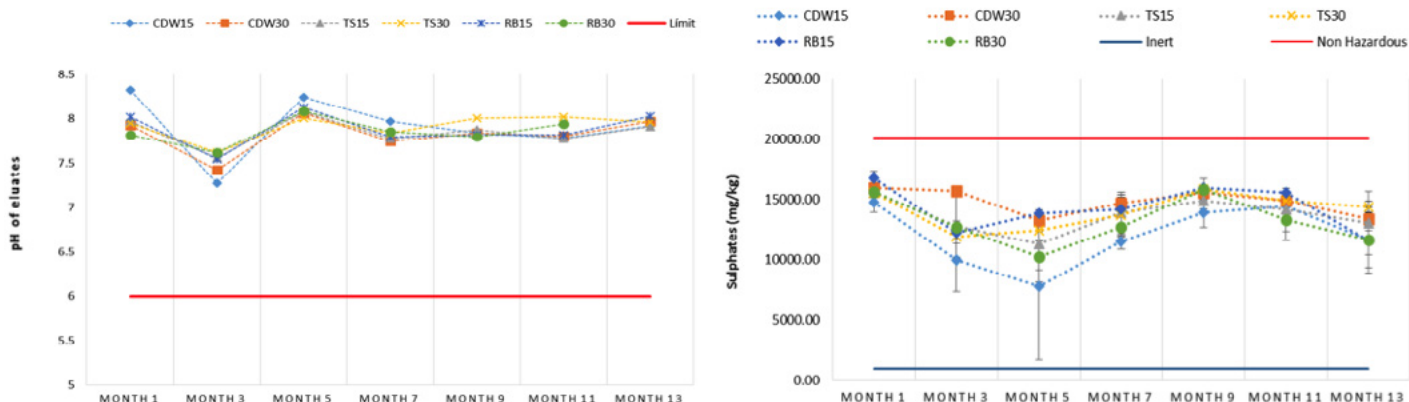 CDW15 CDW30 TS15 TS30 RB15 RB30 Límit
pH of eluates
8.5
8
7.5
7
6.5
6
5.5
5
MONTH 1 MONTH 3 MONTH 5 MONTH 7 MONTH 9 MONTH 11 MONTH 13
CDW15 CDW30 TS15 TS30
RB15 RB30 Inert Non Hazardous
Sulphates (mg/kg)
25000.00
20000.00
15000.00
10000.00
5000.00
0.00
MONTH 1 MONTH 3 MONTH 5 MONTH 7 MONTH 9 MONTH 11 MONTH 13